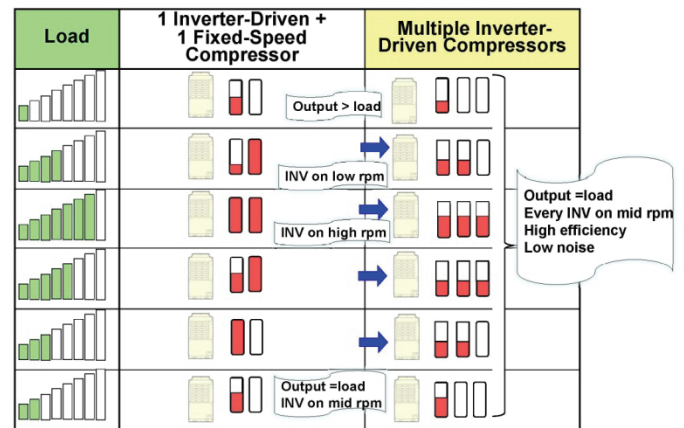 Load
1 Inverter-Driven +
1 Fixed-Speed
Compressor
Multiple Inverter-
Driven Compressors
Output > load
INV on low rpm
INV on high rpm
Output =load
Every INV on mid rpm
High efficiency
Low noise
Output =load
INV on mid rpm